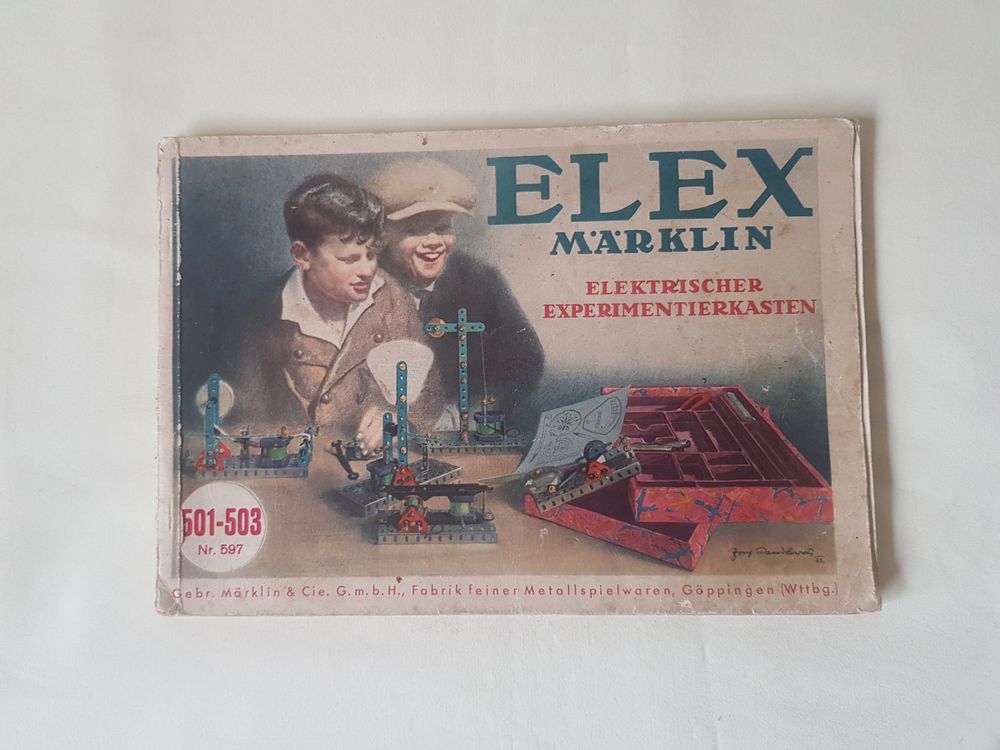 ELEX
MÄRKLIN
ELEKTRISCHER
EXPERIMENTIERKASTEN
501-503
Nr. 597
Gebr. Märklin & Cie. G.m.b.H., Fabrik feiner Metallspielwaren, Göppingen (Wttbg.)